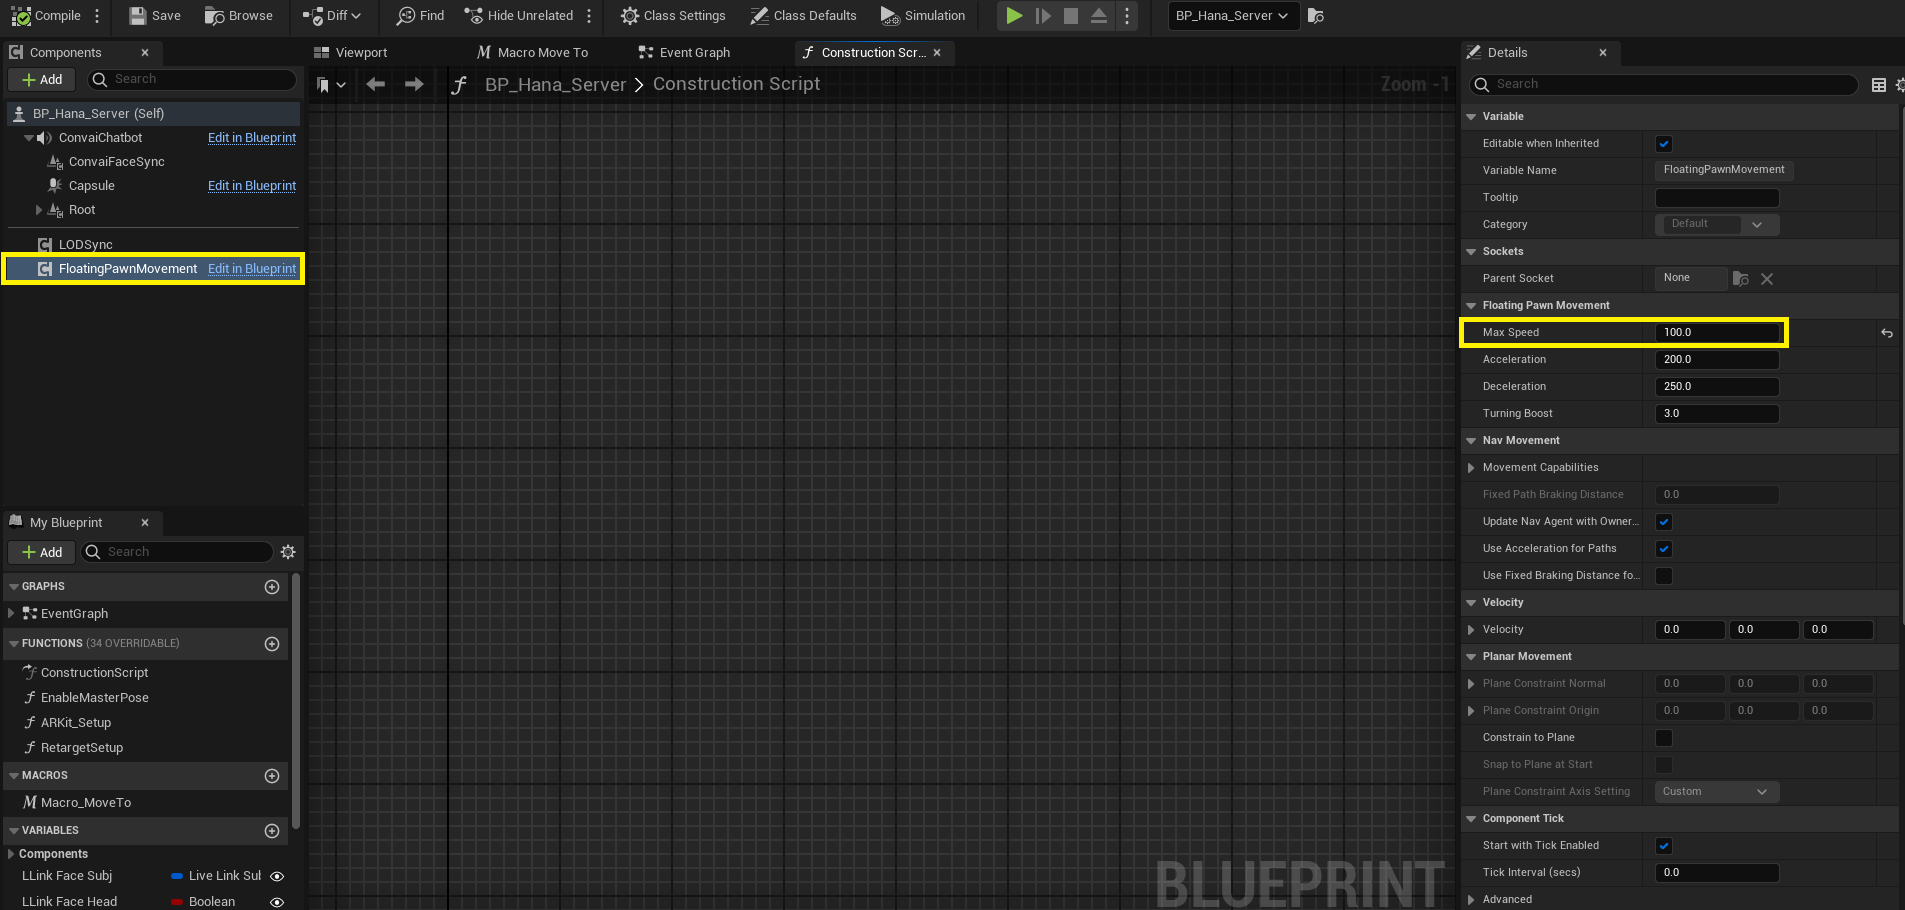 Compile
Save
Browse
Diff
Find
Hide Unrelated
Class Settings
Class Defaults
Simulation
BP_Hana_Server
Components
Add
Search
BP_Hana_Server (Self)
ConvaiChatbot
Edit in Blueprint
ConvaiFaceSync
Capsule
Edit in Blueprint
Root
LODSync
FloatingPawnMovement
Edit in Blueprint
My Blueprint
Add
Search
GRAPHS
EventGraph
FUNCTIONS (34 OVERRIDABLE)
ConstructionScript
EnableMasterPose
ARKit_Setup
RetargetSetup
MACROS
Macro_MoveTo
VARIABLES
Components
LLink Face Subj
Live Link Sul
LLink Face Head
Boolean
Viewport
Macro Move To
Event Graph
Construction Scr...
BP_Hana_Server
Construction Script
Zoom -1
BLUEPRINT
Details
Search
Variable
Editable when Inherited
Variable Name
FloatingPawnMovement
Tooltip
Category
Default
Sockets
Parent Socket
None
Floating Pawn Movement
Max Speed
100.0
Acceleration
200.0
Deceleration
250.0
Turning Boost
3.0
Nav Movement
Movement Capabilities
Fixed Path Braking Distance
0.0
Update Nav Agent with Owner...
Use Acceleration for Paths
Use Fixed Braking Distance fo...
Velocity
Velocity
0.0
0.0
0.0
Planar Movement
Plane Constraint Normal
0.0
0.0
0.0
Plane Constraint Origin
0.0
0.0
0.0
Constrain to Plane
Snap to Plane at Start
Plane Constraint Axis Setting
Custom
Component Tick
Start with Tick Enabled
Tick Interval (secs)
0.0
Advanced